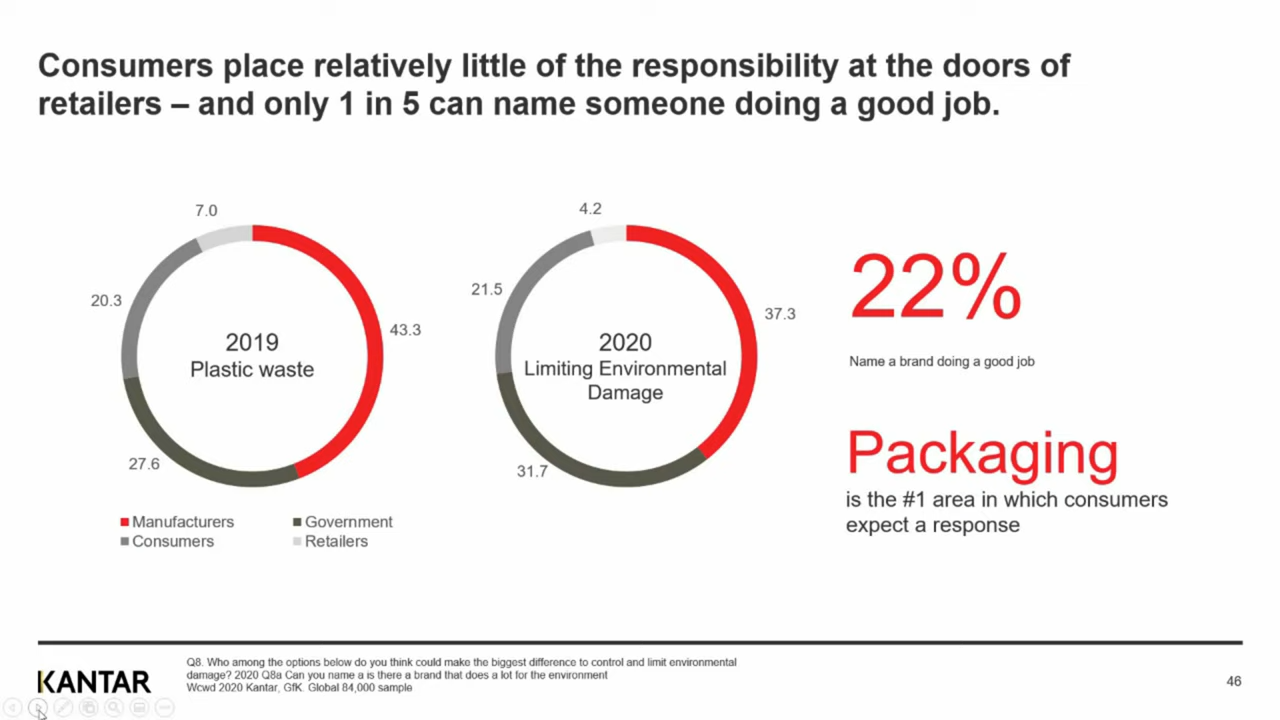 Consumers place relatively little of the responsibility at the doors of
retailers – and only 1 in 5 can name someone doing a good job.
7.0
20.3
43.3
2019
Plastic waste
27.6
4.2
21.5
37.3
2020
Limiting Environmental
Damage
31.7
Manufacturers
Government
Consumers
Retailers
22%
Name a brand doing a good job
Packaging
is the #1 area in which consumers
expect a response
KANTAR
Q8. Who among the options below do you think could make the biggest difference to control and limit environmental
damage? 2020 Q8a Can you name a is there a brand that does a lot for the environment
Wcwd 2020 Kantar, GfK. Global 84,000 sample
46